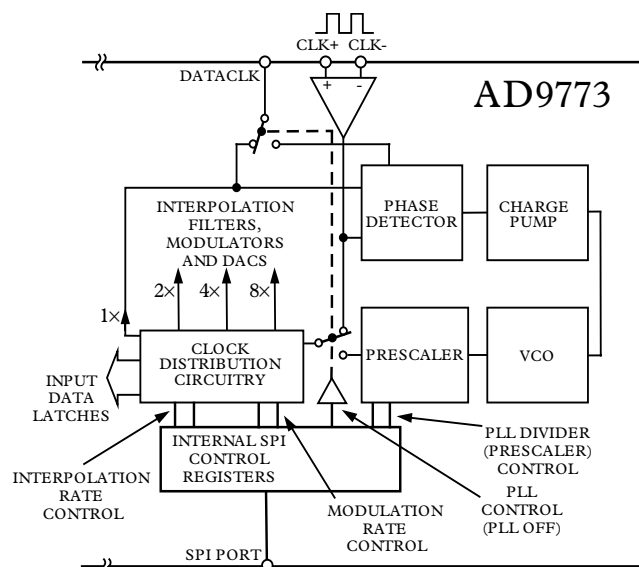 CLK+ CLK-
DATACLK
+ -
AD9773
PHASE
DETECTOR
CHARGE
PUMP
INTERPOLATION
FILTERS,
MODULATORS
AND DACS
2× 4× 8×
1×
CLOCK
DISTRIBUTION
CIRCUITRY
PRESCALER
VCO
INPUT
DATA
LATCHES
INTERNAL SPI
CONTROL
REGISTERS
PLL DIVIDER
(PRESCALER)
CONTROL
INTERPOLATION
RATE
CONTROL
MODULATION
RATE
CONTROL
PLL
CONTROL
(PLL OFF)
SPI PORT